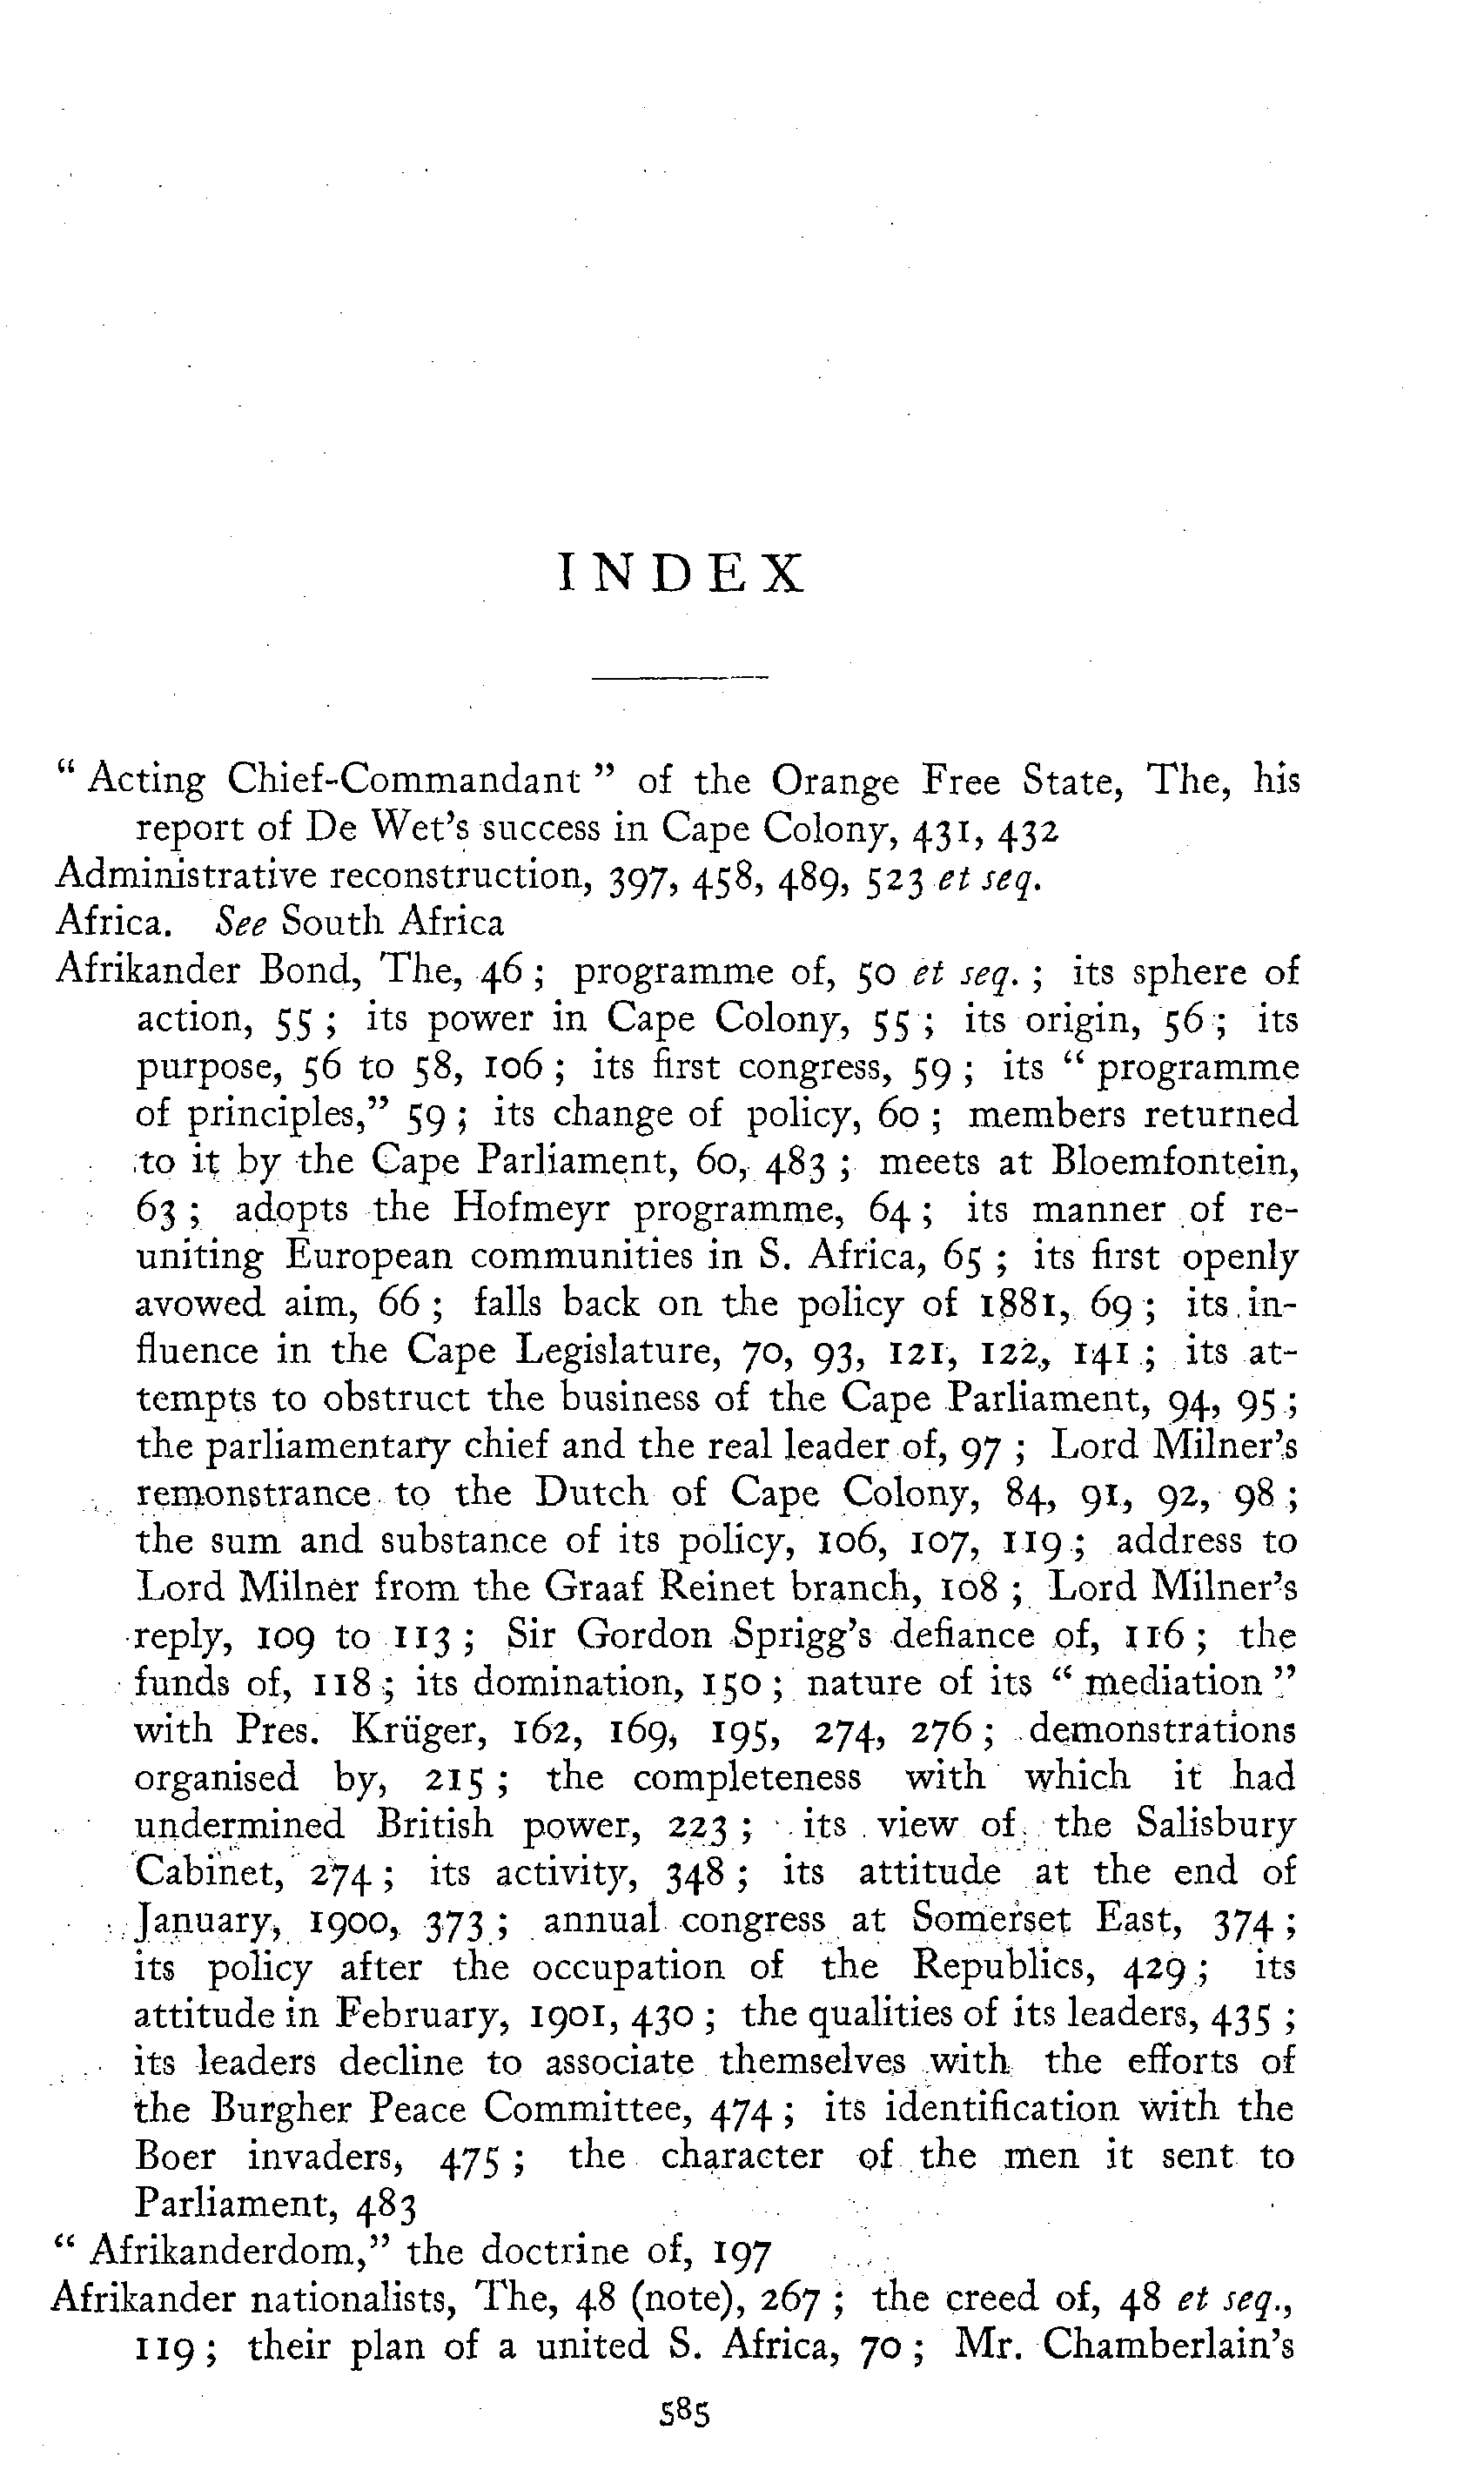 INDEX
“ Acting Chief-Commandant ” of the Orange Free State, The, his
report of De Wet's success in Cape Colony, 431, 432
Administrative reconstruction, 397, 458, 489, 523 et seq.
Africa. See South Africa
Afrikander Bond, The, 46 ; programme of, 50 et seq. ; its sphere of
action, 55 ; its power in Cape Colony, 55 ; its origin, 56 ; its
purpose, 56 to 58, 106 ; its first congress, 59 ; its “ programme
of principles,” 59 ; its change of policy, 60 ; members returned
to it by the Cape Parliament, 60, 483 ; meets at Bloemfontein,
63 ; adopts the Hofmeyr programme, 64 ; its manner of re-
uniting European communities in S. Africa, 65 ; its first openly
avowed aim, 66 ; falls back on the policy of 1881, 69 ; its in-
fluence in the Cape Legislature, 70, 93, 121, 122, 141 ; its at-
tempts to obstruct the business of the Cape Parliament, 94, 95 ;
the parliamentary chief and the real leader of, 97 ; Lord Milner's
remonstrance to the Dutch of Cape Colony, 84, 91, 92, 98 ;
the sum and substance of its policy, 106, 107, 119 ; address to
Lord Milner from the Graaf Reinet branch, 108 ; Lord Milner's
reply, 109 to 113 ; Sir Gordon Sprigg's defiance of, 116 ; the
funds of, 118 ; its domination, 150 ; nature of its “ mediation ”
with Pres. Krüger, 162, 169, 195, 274, 276 ; demonstrations
organised by, 215 ; the completeness with which it had
undermined British power, 223 ; its view of the Salisbury
Cabinet, 274 ; its activity, 348 ; its attitude at the end of
January, 1900, 373 ; annual congress at Somerset East, 374 ;
its policy after the occupation of the Republics, 429 ; its
attitude in February, 1901, 430 ; the qualities of its leaders, 435 ;
its leaders decline to associate themselves with the efforts of
the Burgher Peace Committee, 474 ; its identification with the
Boer invaders, 475 ; the character of the men it sent to
Parliament, 483
“ Afrikanderdom,” the doctrine of, 197
Afrikander nationalists, The, 48 (note), 267 ; the creed of, 48 et seq.,
119 ; their plan of a united S. Africa, 70 ; Mr. Chamberlain's
585